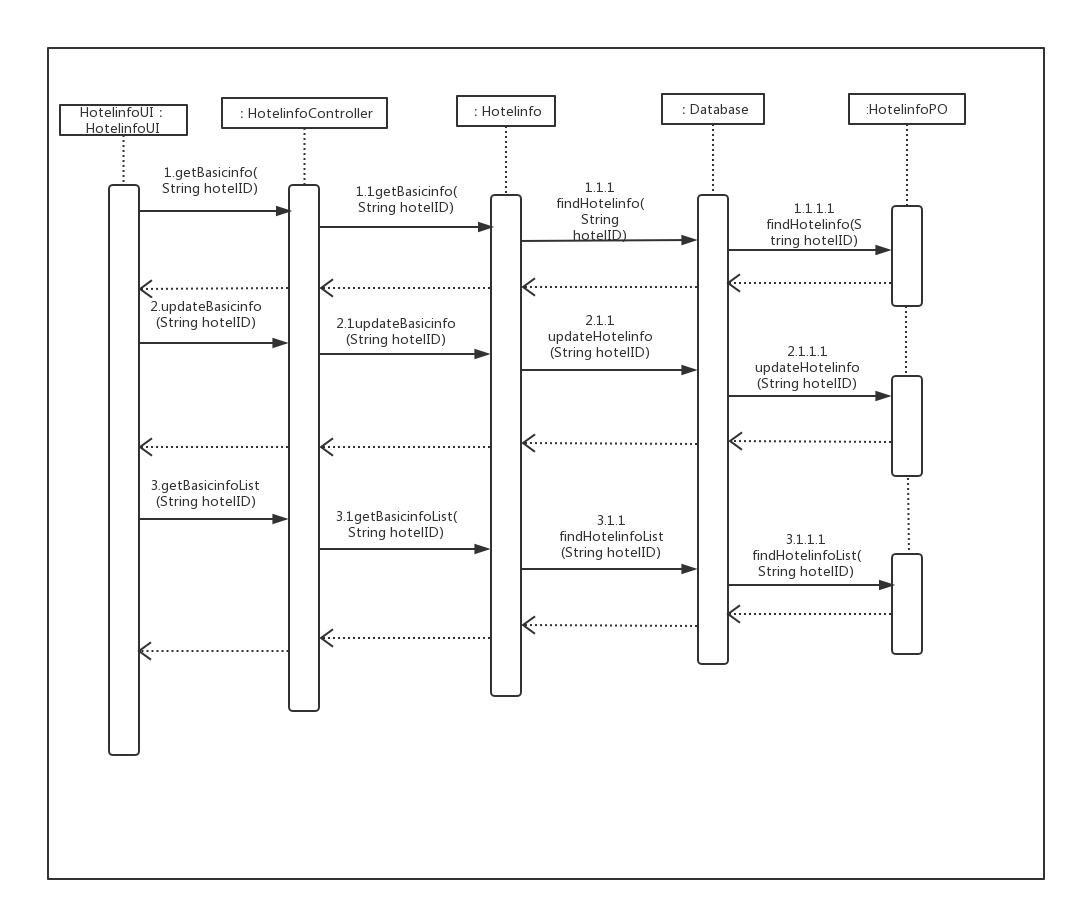 HotelinfoUI :
HotelinfoUI
: HotelinfoController
: Hotelinfo
: Database
:HotelinfoPO
1.getBasicinfo(
String hotelID)
1.1getBasicinfo(
String hotelID)
1.1.1
findHotelinfo(
String
hotelID)
1.1.1.1
findHotelinfo(S
tring hotelID)
2.updateBasicinfo
(String hotelID)
2.1updateBasicinfo
(String hotelID)
2.1.1
updateHotelinfo
(String hotelID)
2.1.1.1
updateHotelinfo
(String hotelID)
3.getBasicinfoList
(String hotelID)
3.1getBasicinfoList(
String hotelID)
3.1.1
findHotelinfoList
(String hotelID)
3.1.1.1
findHotelinfoList(
String hotelID)